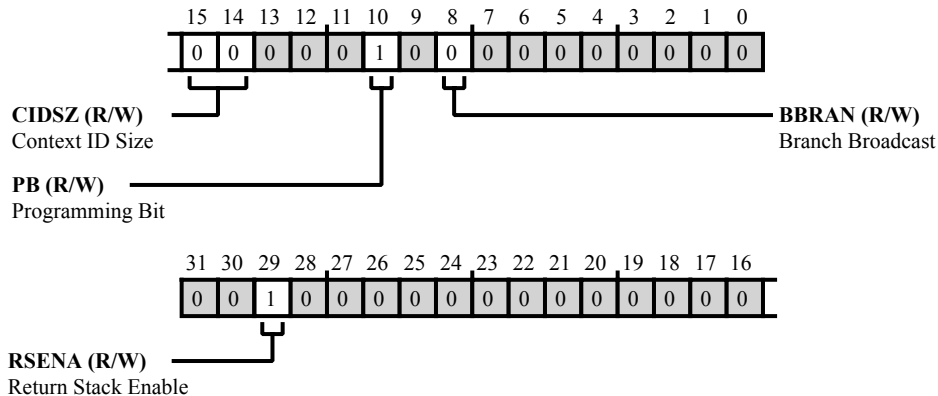 15 14 13 12 11 10 9 8 7 6 5 4 3 2 1 0
0 0 0 0 0 1 0 0 0 0 0 0 0 0 0 0
CIDSZ (R/W)
Context ID Size
BBRAN (R/W)
Branch Broadcast
PB (R/W)
Programming Bit
31 30 29 28 27 26 25 24 23 22 21 20 19 18 17 16
0 0 1 0 0 0 0 0 0 0 0 0 0 0 0 0
RSENA (R/W)
Return Stack Enable